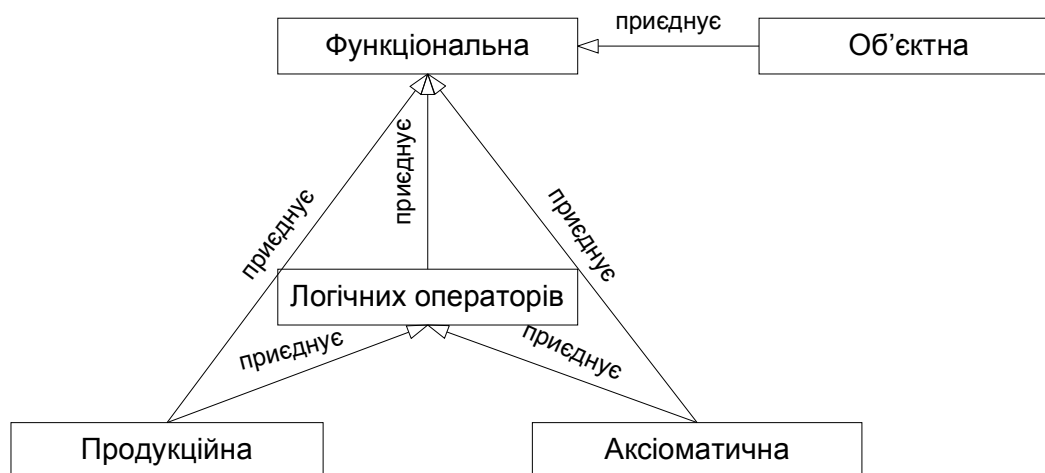 приєднує
Функціональна
Об’єктна
приєднує
приєднує
приєднує
Логічних операторів
приєднує
приєднує
Продукційна
Аксіоматична